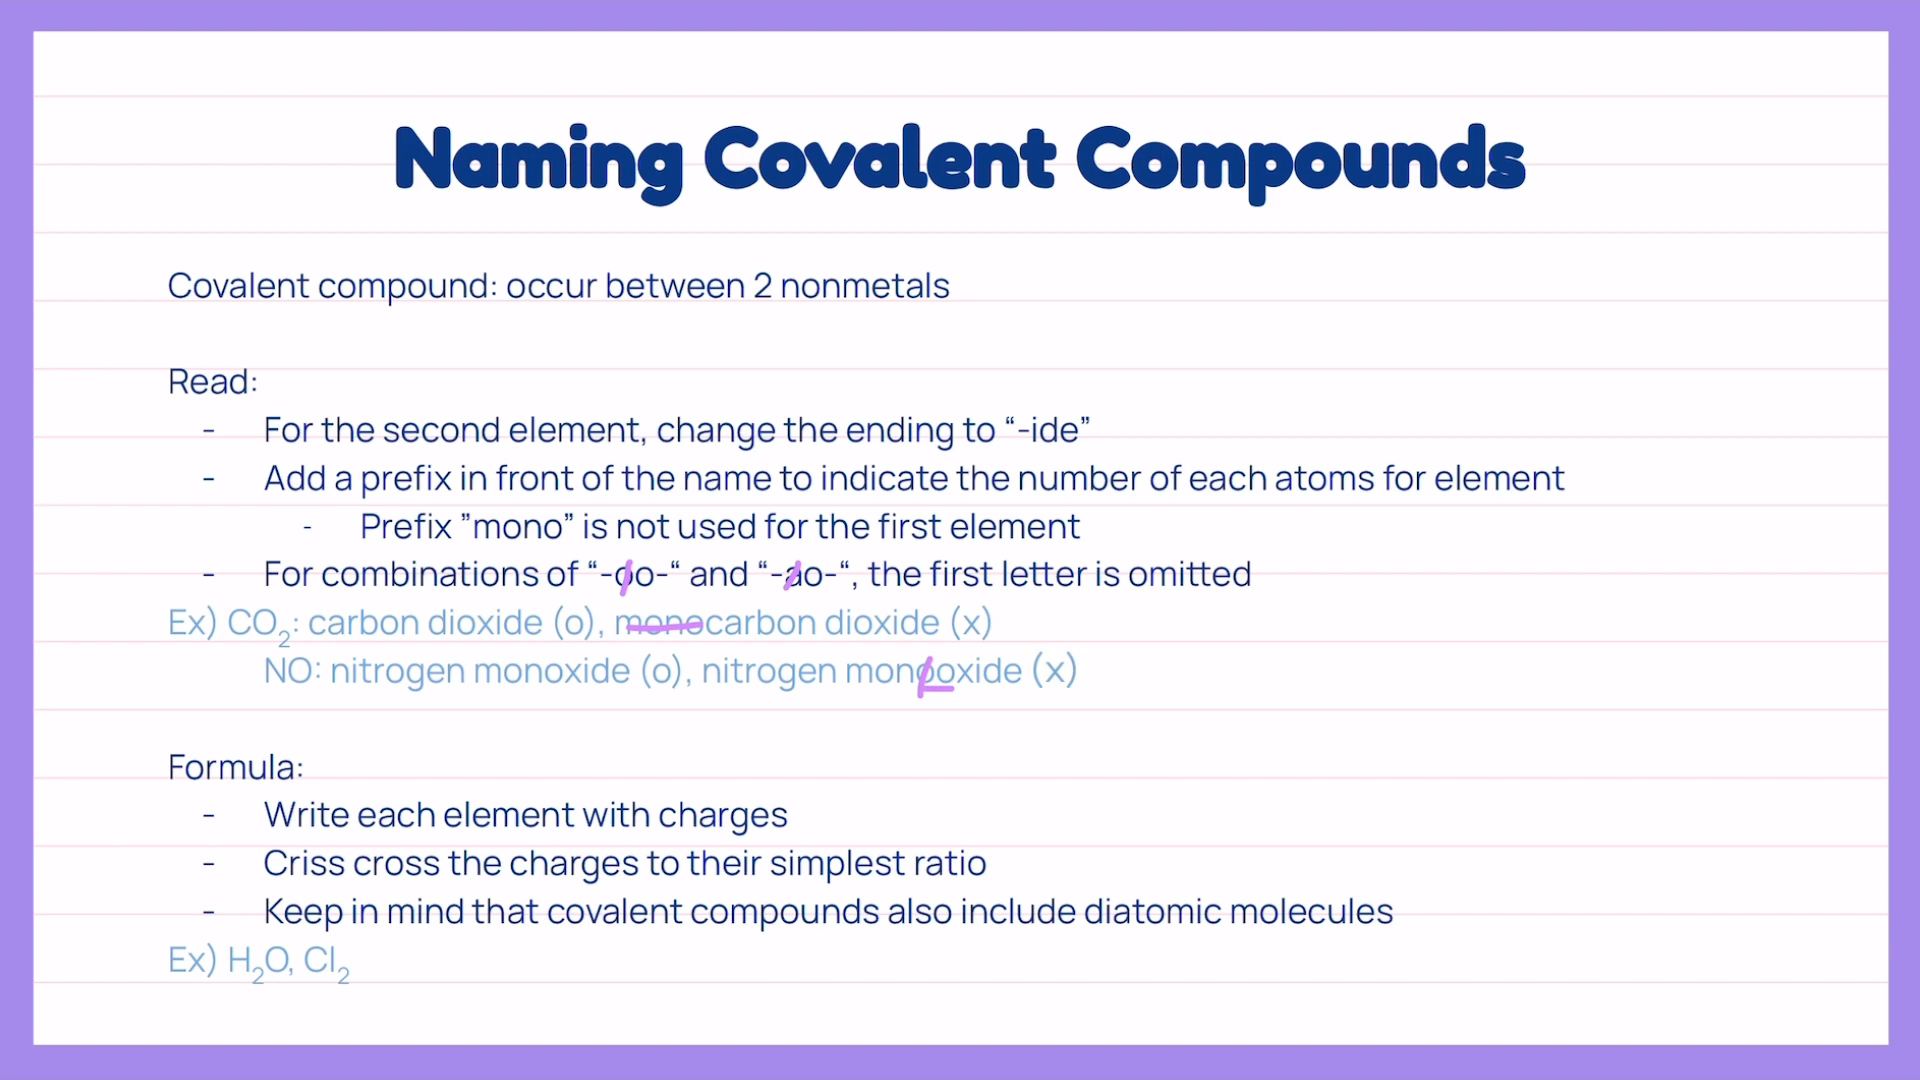 Naming Covalent Compounds
Covalent compound: occur between 2 nonmetals
Read:
- For the second element, change the ending to “-ide”
- Add a prefix in front of the name to indicate the number of each atoms for element
- Prefix ”mono” is not used for the first element
- For combinations of “-oo-“ and “-ao-“, the first letter is omitted
Ex) CO₂: carbon dioxide (o), monocarbon dioxide (x)
NO: nitrogen monoxide (o), nitrogen monooxide (x)
Formula:
- Write each element with charges
- Criss cross the charges to their simplest ratio
- Keep in mind that covalent compounds also include diatomic molecules
Ex) H₂O, Cl₂